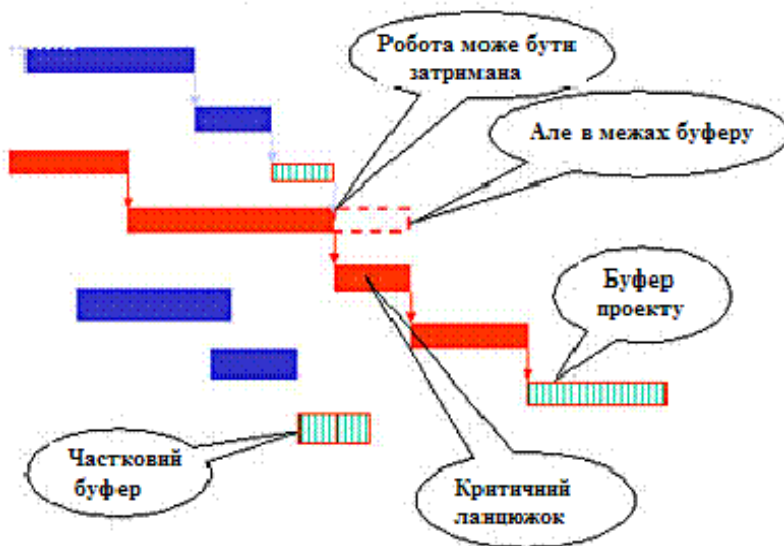 Робота може бути
затримана
Але в межах буферу
Буфер
проекту
Частковий
буфер
Критичний
ланцюжок